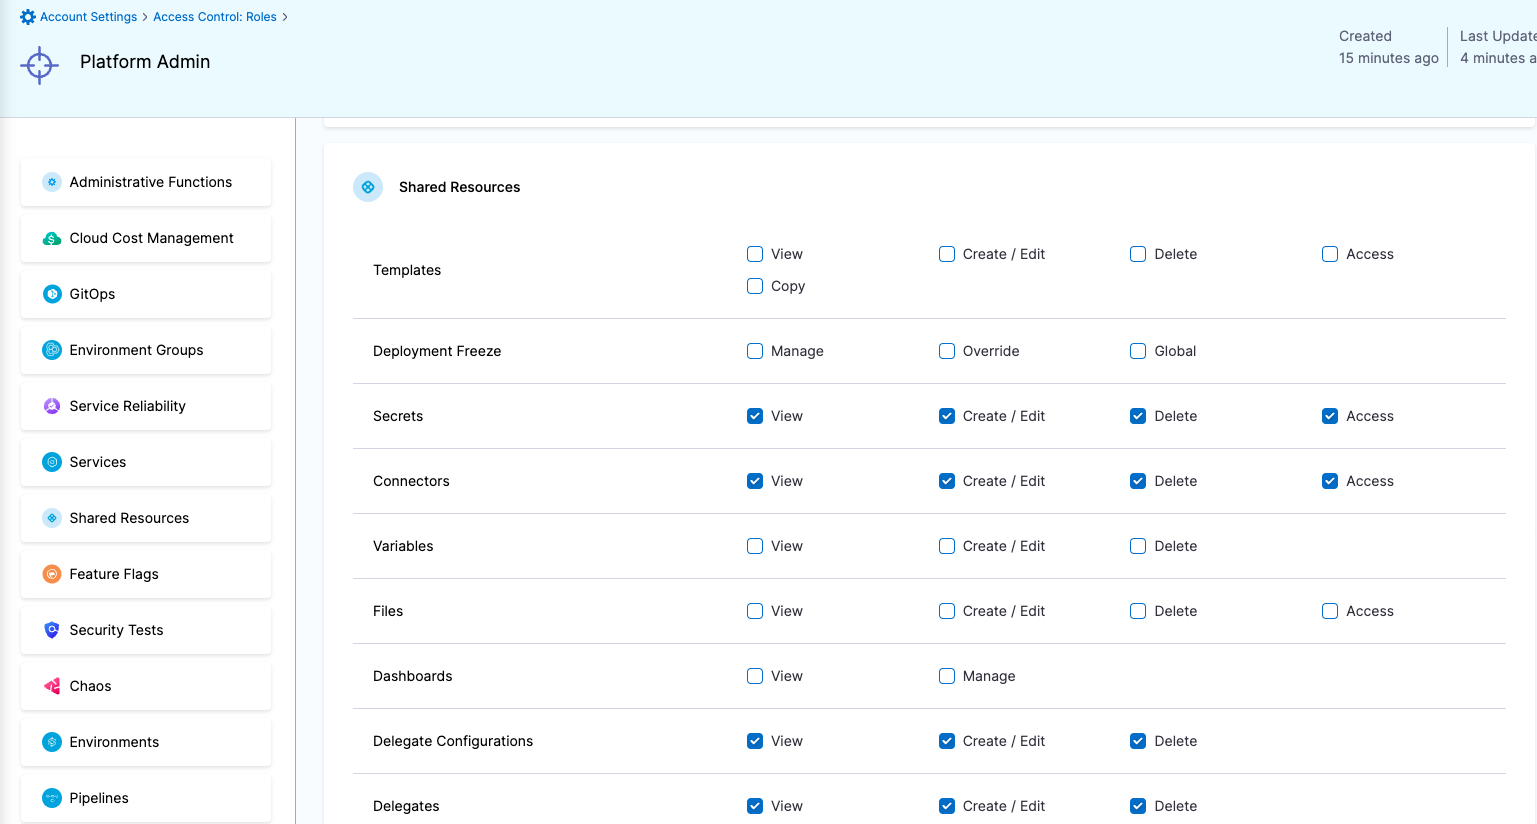 Account Settings > Access Control: Roles >
Platform Admin
Created
15 minutes ago
Last Update
4 minutes a
Administrative Functions
Cloud Cost Management
GitOps
Environment Groups
Service Reliability
Services
Shared Resources
Feature Flags
Security Tests
Chaos
Environments
Pipelines
Shared Resources
Templates
View Create / Edit Delete Access
Copy
Deployment Freeze Manage Override Global
Secrets View Create / Edit Delete Access
Connectors View Create / Edit Delete Access
Variables View Create / Edit Delete
Files View Create / Edit Delete Access
Dashboards View Manage
Delegate Configurations View Create / Edit Delete
Delegates View Create / Edit Delete